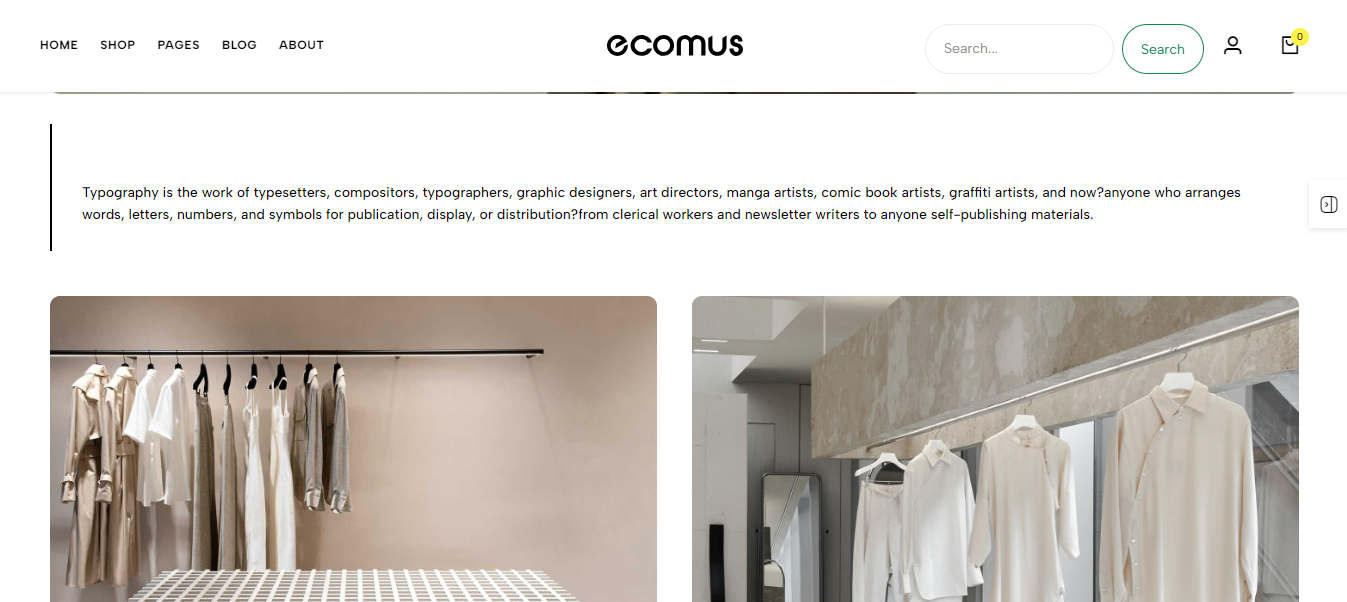 HOME SHOP PAGES BLOG ABOUT
ecomus
Search...
Search
0
Typography is the work of typesetters, compositors, typographers, graphic designers, art directors, manga artists, comic book artists, graffiti artists, and now?anyone who arranges
words, letters, numbers, and symbols for publication, display, or distribution?from clerical workers and newsletter writers to anyone self-publishing materials.